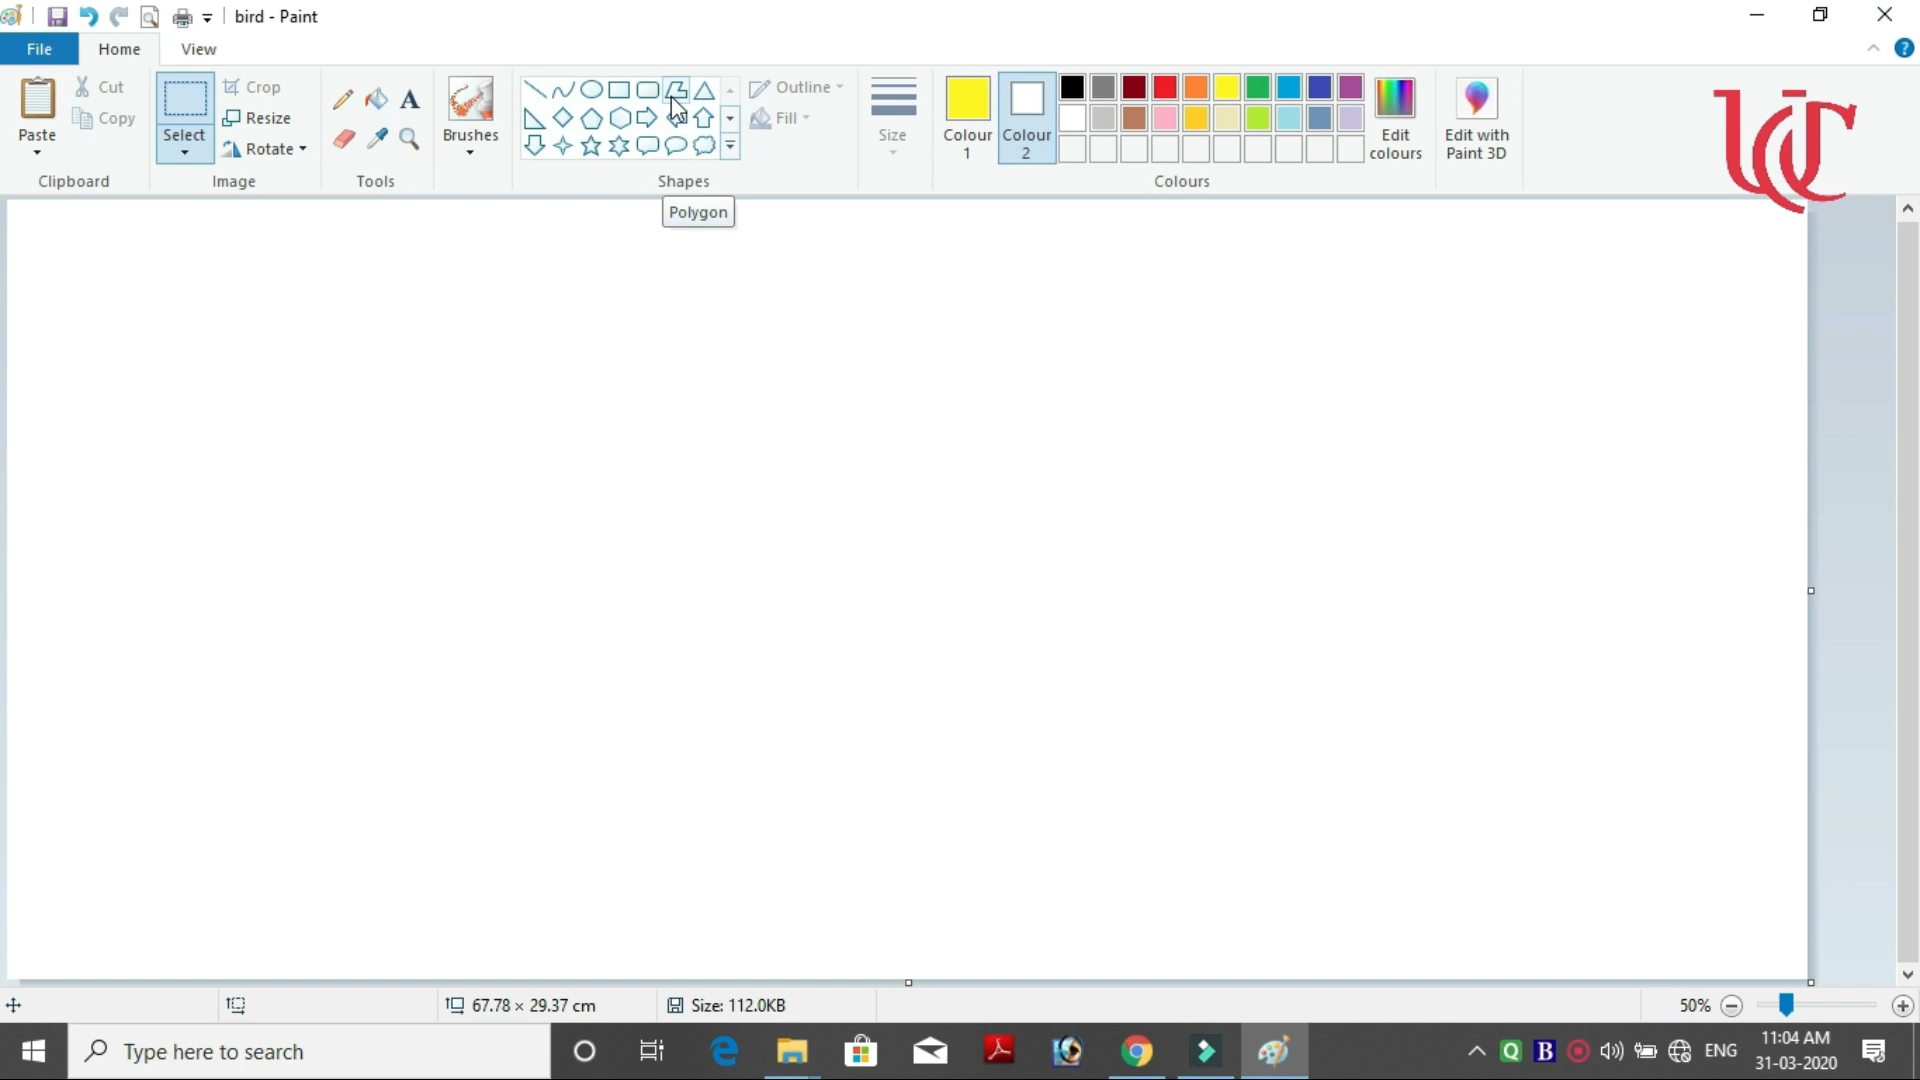 bird - Paint
File Home View
Paste
Cut
Copy
Clipboard
Select
Crop
Resize
Rotate
Image
A
Tools
Brushes
Shapes
Outline
Fill
Size
Colour
1
Colour
2
Edit
colours
Colours
Edit with
Paint 3D
UCC
Polygon
67.78 × 29.37 cm
Size: 112.0KB
50%
Type here to search
Q
B
ENG
11:04 AM
31-03-2020